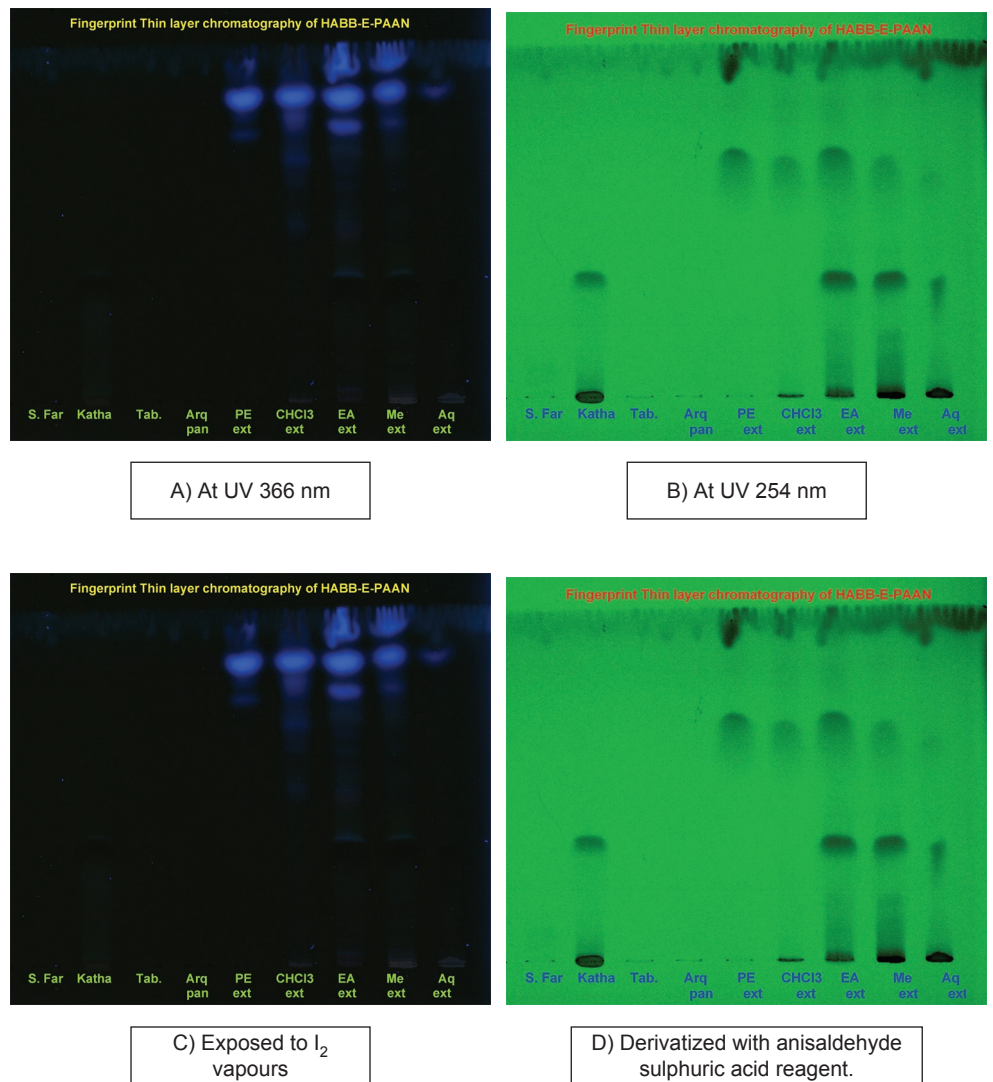 Fingerprint Thin layer chromatography of HABB-E-PAAN
S. Far Katha Tab. Arq pan PE ext CHCl3 ext EA ext Me ext Aq ext
A) At UV 366 nm
Fingerprint Thin layer chromatography of HABB-E-PAAN
S. Far Katha Tab. Arq pan PE ext CHCl3 ext EA ext Me ext Aq ext
B) At UV 254 nm
Fingerprint Thin layer chromatography of HABB-E-PAAN
S. Far Katha Tab. Arq pan PE ext CHCl3 ext EA ext Me ext Aq ext
C) Exposed to I₂
vapours
Fingerprint Thin layer chromatography of HABB-E-PAAN
S. Far Katha Tab. Arq pan PE ext CHCl3 ext EA ext Me ext Aq ext
D) Derivatized with anisaldehyde
sulphuric acid reagent.